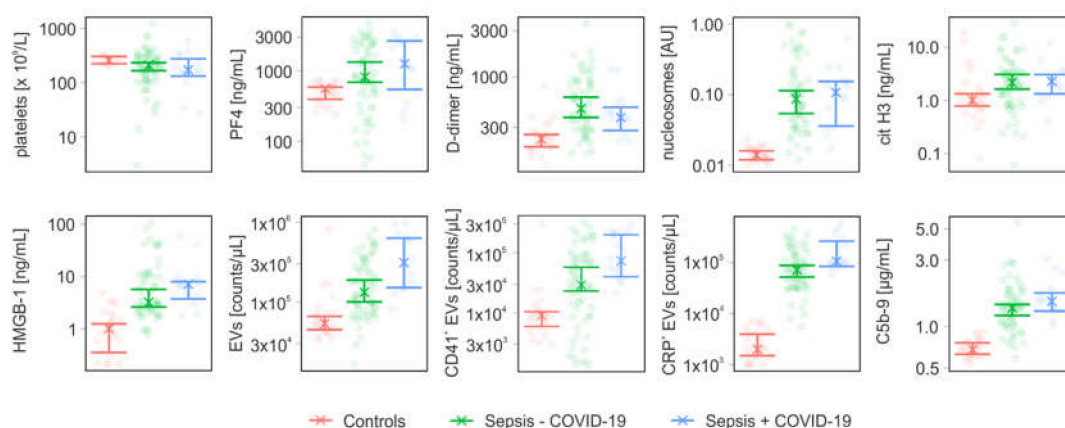 platelets [x 10⁹/L]
1000
100
10
PF4 [ng/mL]
3000
1000
300
100
D-dimer [ng/mL]
3000
1000
300
nucleosomes [AU]
1.00
0.10
0.01
cit H3 [ng/mL]
10.0
1.0
0.1
HMGB-1 [ng/mL]
100
10
1
EVs [counts/µL]
1x10⁶
3x10⁵
1x10⁵
3x10⁴
CD41⁺ EVs [counts/µL]
3x10⁵
1x10⁵
3x10⁴
1x10⁴
3x10³
CRP⁺ EVs [counts/µL]
1x10⁵
1x10⁴
1x10³
C5b-9 [µg/mL]
5.0
3.0
1.0
0.5
Controls
Sepsis - COVID-19
Sepsis + COVID-19